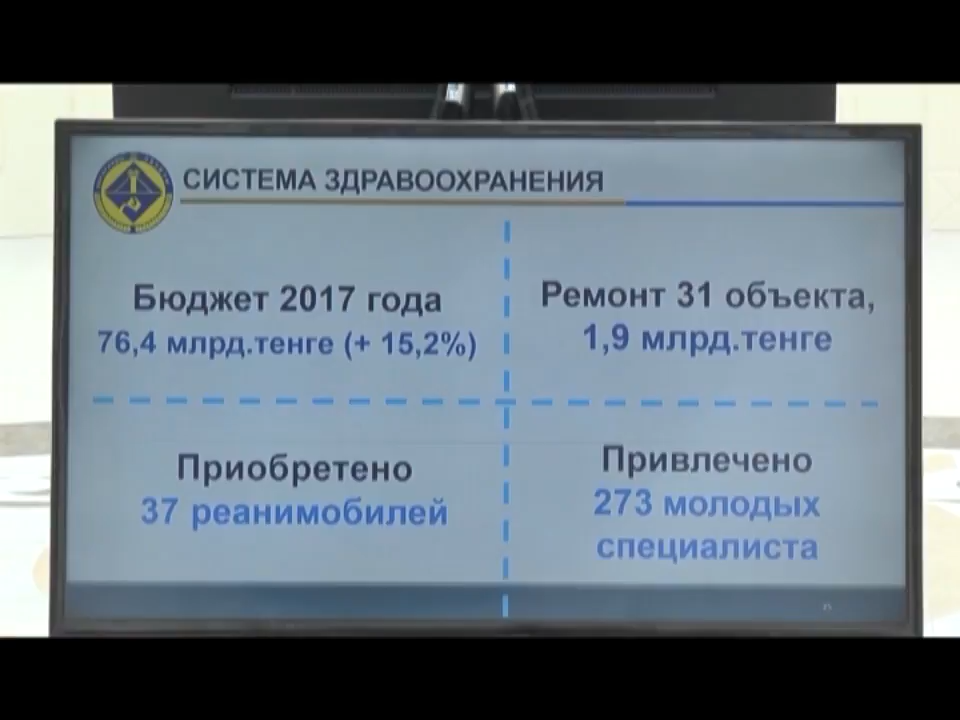 СИСТЕМА ЗДРАВООХРАНЕНИЯ
Бюджет 2017 года
76,4 млрд.тенге (+ 15,2%)
Ремонт 31 объекта,
1,9 млрд.тенге
Приобретено
37 реанимобилей
Привлечено
273 молодых
специалиста